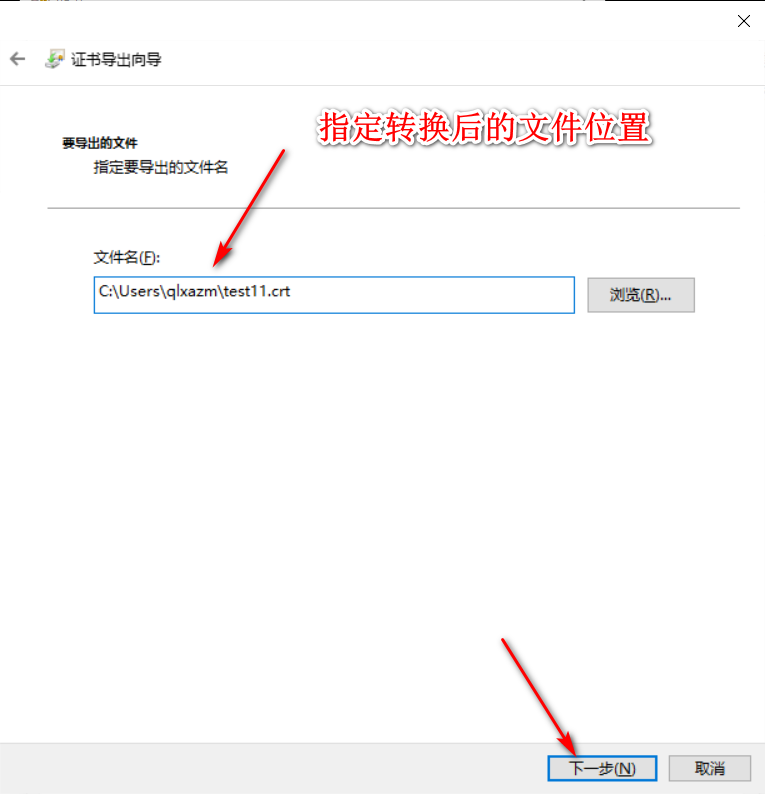 证书导出向导
指定转换后的文件位置
要导出的文件
指定要导出的文件名
文件名(F):
C:\Users\qlxazm\test11.crt
浏览(R)...
下一步(N)
取消